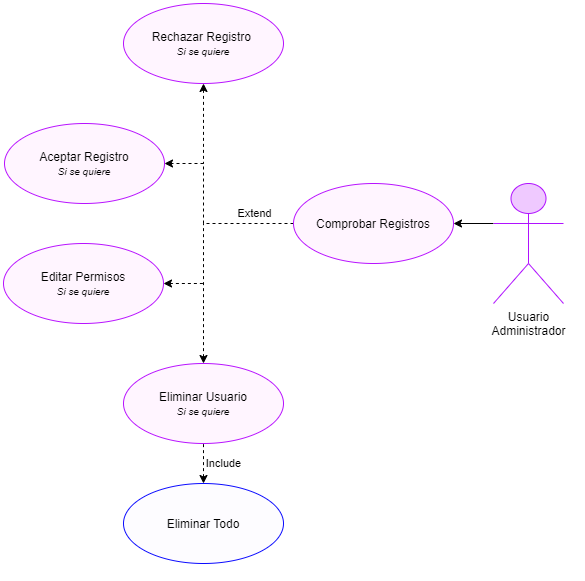 Rechazar Registro
Si se quiere
Aceptar Registro
Si se quiere
Extend
Comprobar Registros
Editar Permisos
Si se quiere
Usuario
Administrador
Eliminar Usuario
Si se quiere
Include
Eliminar Todo